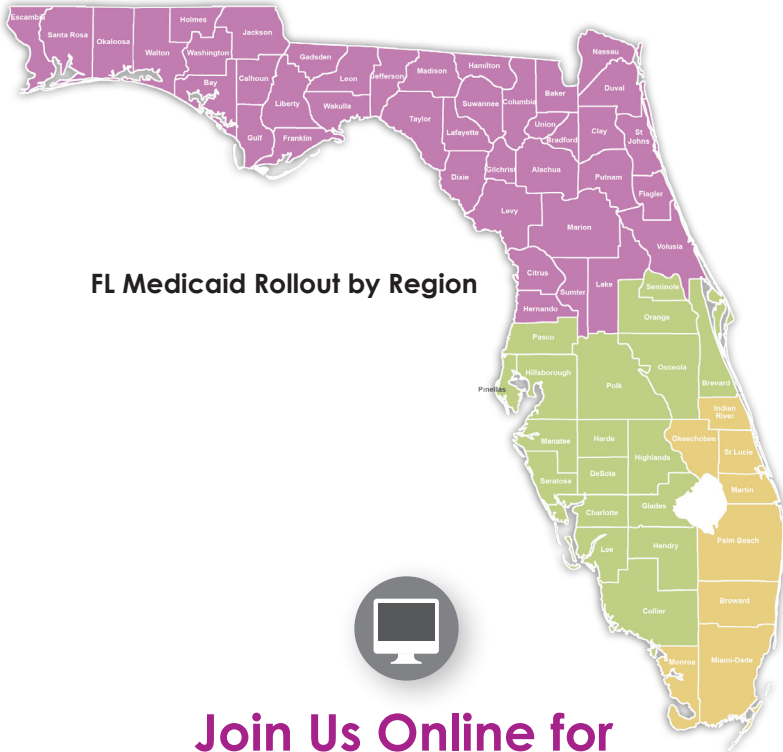 Escambia
Santa Rosa
Okaloosa
Walton
Holmes
Washington
Jackson
Bay
Calhoun
Gulf
Gadsden
Liberty
Franklin
Leon
Wakulla
Jefferson
Madison
Taylor
Hamilton
Suwannee
Lafayette
Dixie
Columbia
Gilchrist
Baker
Union
Bradford
Alachua
Levy
Nassau
Duval
Clay
St
Johns
Putnam
Flagler
Marion
Volusia
Citrus
Sumter
Lake
Hernando
FL Medicaid Rollout by Region
Seminole
Orange
Pasco
Osceola
Hillsborough
Polk
Pinellas
Brevard
Indian
River
Okeechobee
St Lucie
Manatee
Harde
Highlands
Saratosa
DeSota
Martin
Charlotte
Glades
Lee
Hendry
Palm Beach
Collier
Broward
Monroe
Miami-Dade
Join Us Online for